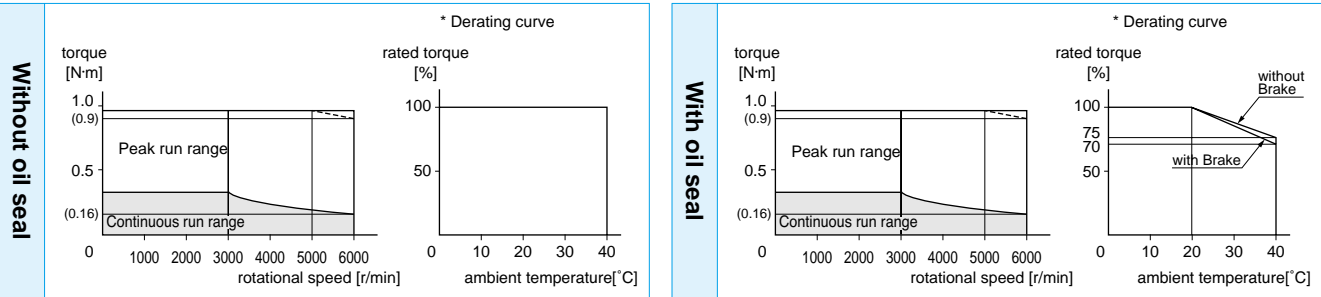 Without oil seal
* Derating curve
torque
[N·m]
1.0
(0.9)
0.5
(0.16)
0
Peak run range
Continuous run range
1000 2000 3000 4000 5000 6000
rotational speed [r/min]
rated torque
[%]
100
50
0
10 20 30 40
ambient temperature[˚C]
With oil seal
* Derating curve
torque
[N·m]
1.0
(0.9)
0.5
(0.16)
0
Peak run range
Continuous run range
1000 2000 3000 4000 5000 6000
rotational speed [r/min]
rated torque
[%]
100
75
70
50
0
without
Brake
with Brake
10 20 30 40
ambient temperature[˚C]